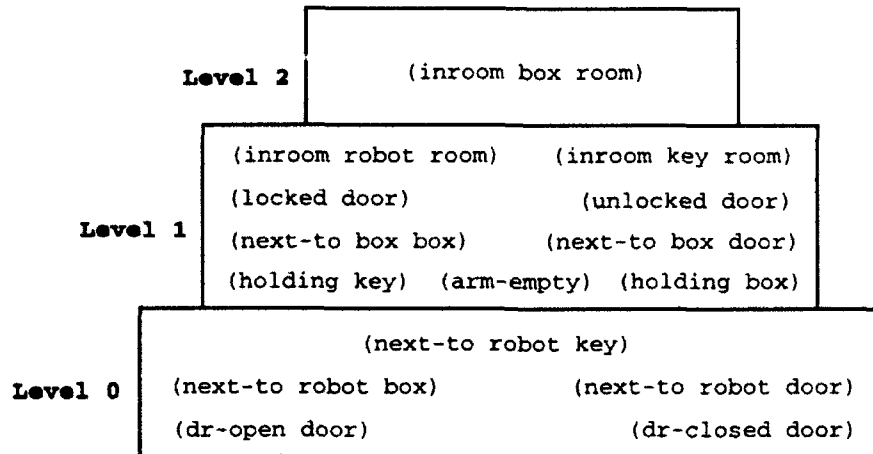 Level 2
(inroom box room)
Level 1
(inroom robot room) (inroom key room)
(locked door) (unlocked door)
(next-to box box) (next-to box door)
(holding key) (arm-empty) (holding box)
Level 0
(next-to robot key)
(next-to robot box) (next-to robot door)
(dr-open door) (dr-closed door)